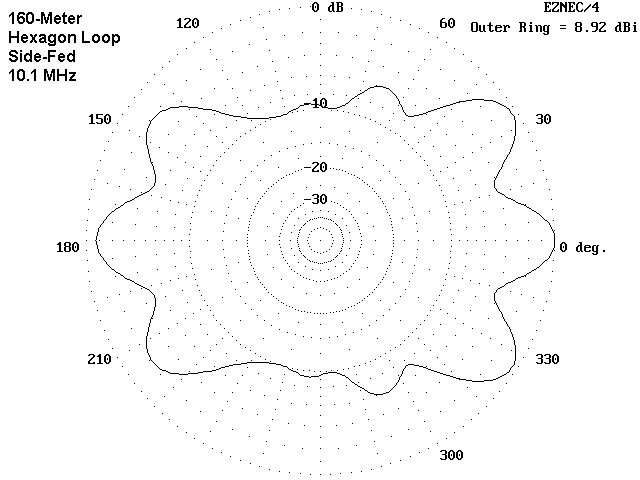 160-Meter
Hexagon Loop
Side-Fed
10.1 MHz
0 dB
EZNEC/4
Outer Ring = 8.92 dBi
120
60
150
-10
30
-20
-30
180
0 deg.
210
330
300